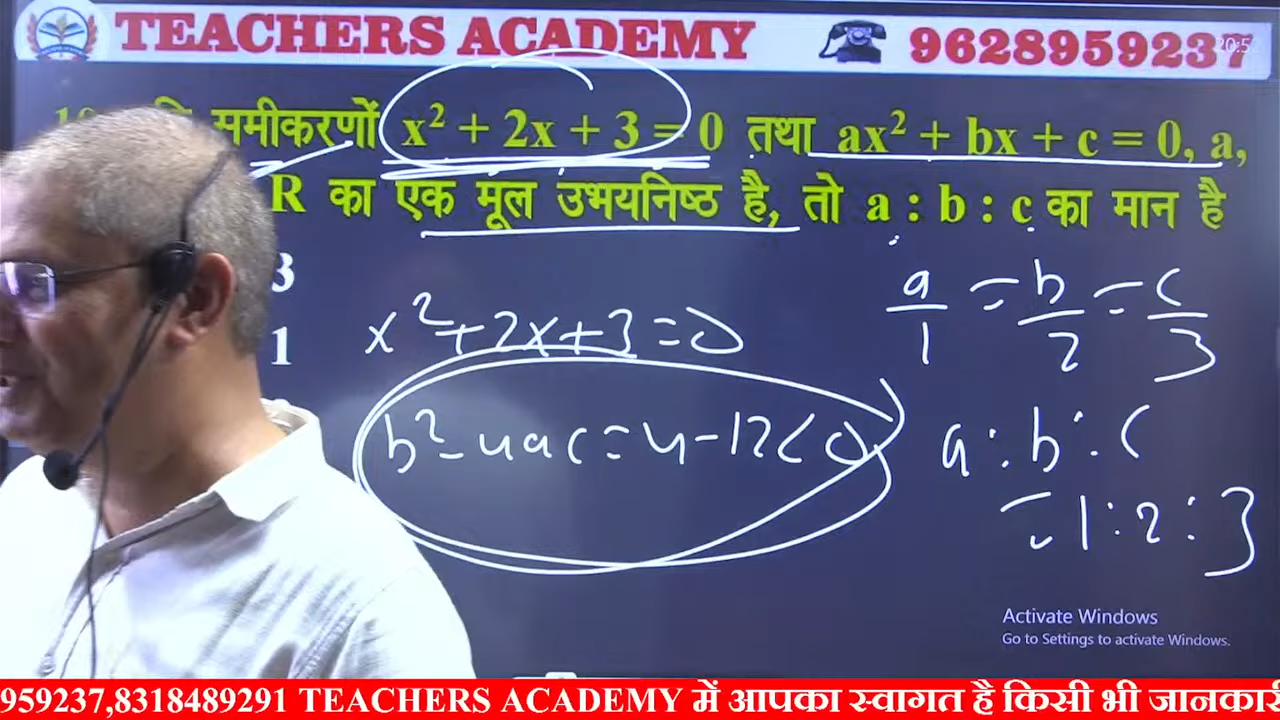 TEACHERS ACADEMY 9628959237
20:52
समीकरणों x² + 2x + 3 = 0 तथा ax² + bx + c = 0, a,
R का एक मूल उभयनिष्ठ है, तो a : b : c का मान है
3
1
x²+2x+3=0
b²-4ac=4-12<0
a/1 = b/2 = c/3
a:b:c
=1:2:3
Activate Windows
Go to Settings to activate Windows.
959237,8318489291 TEACHERS ACADEMY में आपका स्वागत है किसी भी जानकारी